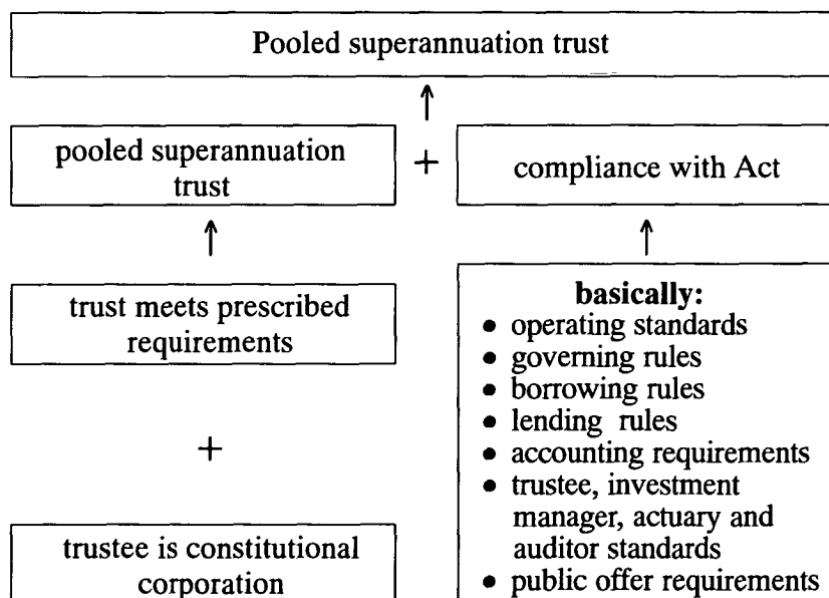 Pooled superannuation trust
pooled superannuation
trust
+
compliance with Act
trust meets prescribed
requirements
+
trustee is constitutional
corporation
basically:
• operating standards
• governing rules
• borrowing rules
• lending rules
• accounting requirements
• trustee, investment
manager, actuary and
auditor standards
• public offer requirements